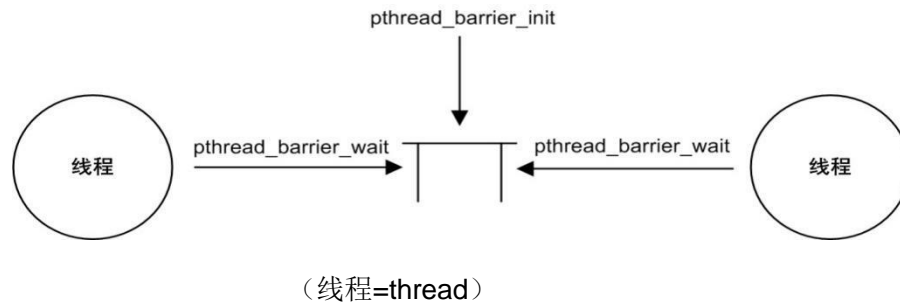 pthread_barrier_init
线程
pthread_barrier_wait
pthread_barrier_wait
线程
（线程=thread）